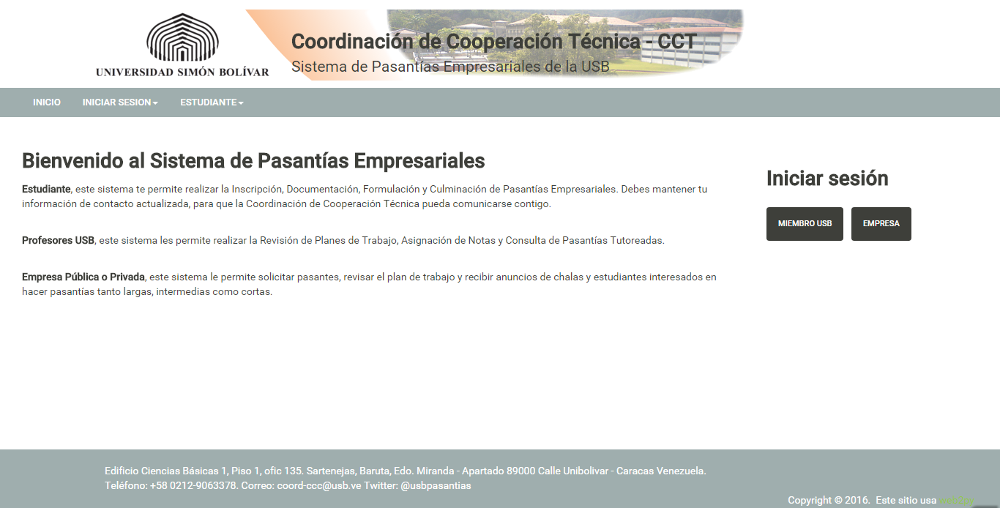 UNIVERSIDAD SIMÓN BOLÍVAR
Coordinación de Cooperación Técnica - CCT
Sistema de Pasantías Empresariales de la USB
INICIO INICIAR SESION ESTUDIANTE
Bienvenido al Sistema de Pasantías Empresariales
Estudiante, este sistema te permite realizar la Inscripción, Documentación, Formulación y Culminación de Pasantías Empresariales. Debes mantener tu
información de contacto actualizada, para que la Coordinación de Cooperación Técnica pueda comunicarse contigo.
Profesores USB, este sistema les permite realizar la Revisión de Planes de Trabajo, Asignación de Notas y Consulta de Pasantías Tutoreadas.
Empresa Pública o Privada, este sistema le permite solicitar pasantes, revisar el plan de trabajo y recibir anuncios de chalas y estudiantes interesados en
hacer pasantías tanto largas, intermedias como cortas.
Iniciar sesión
MIEMBRO USB EMPRESA
Edificio Ciencias Básicas 1, Piso 1, ofic 135. Sartenejas, Baruta, Edo. Miranda - Apartado 89000 Calle Unibolivar - Caracas Venezuela.
Teléfono: +58 0212-9063378. Correo: coord-ccc@usb.ve Twitter: @usbpasantias
Copyright © 2016. Este sitio usa